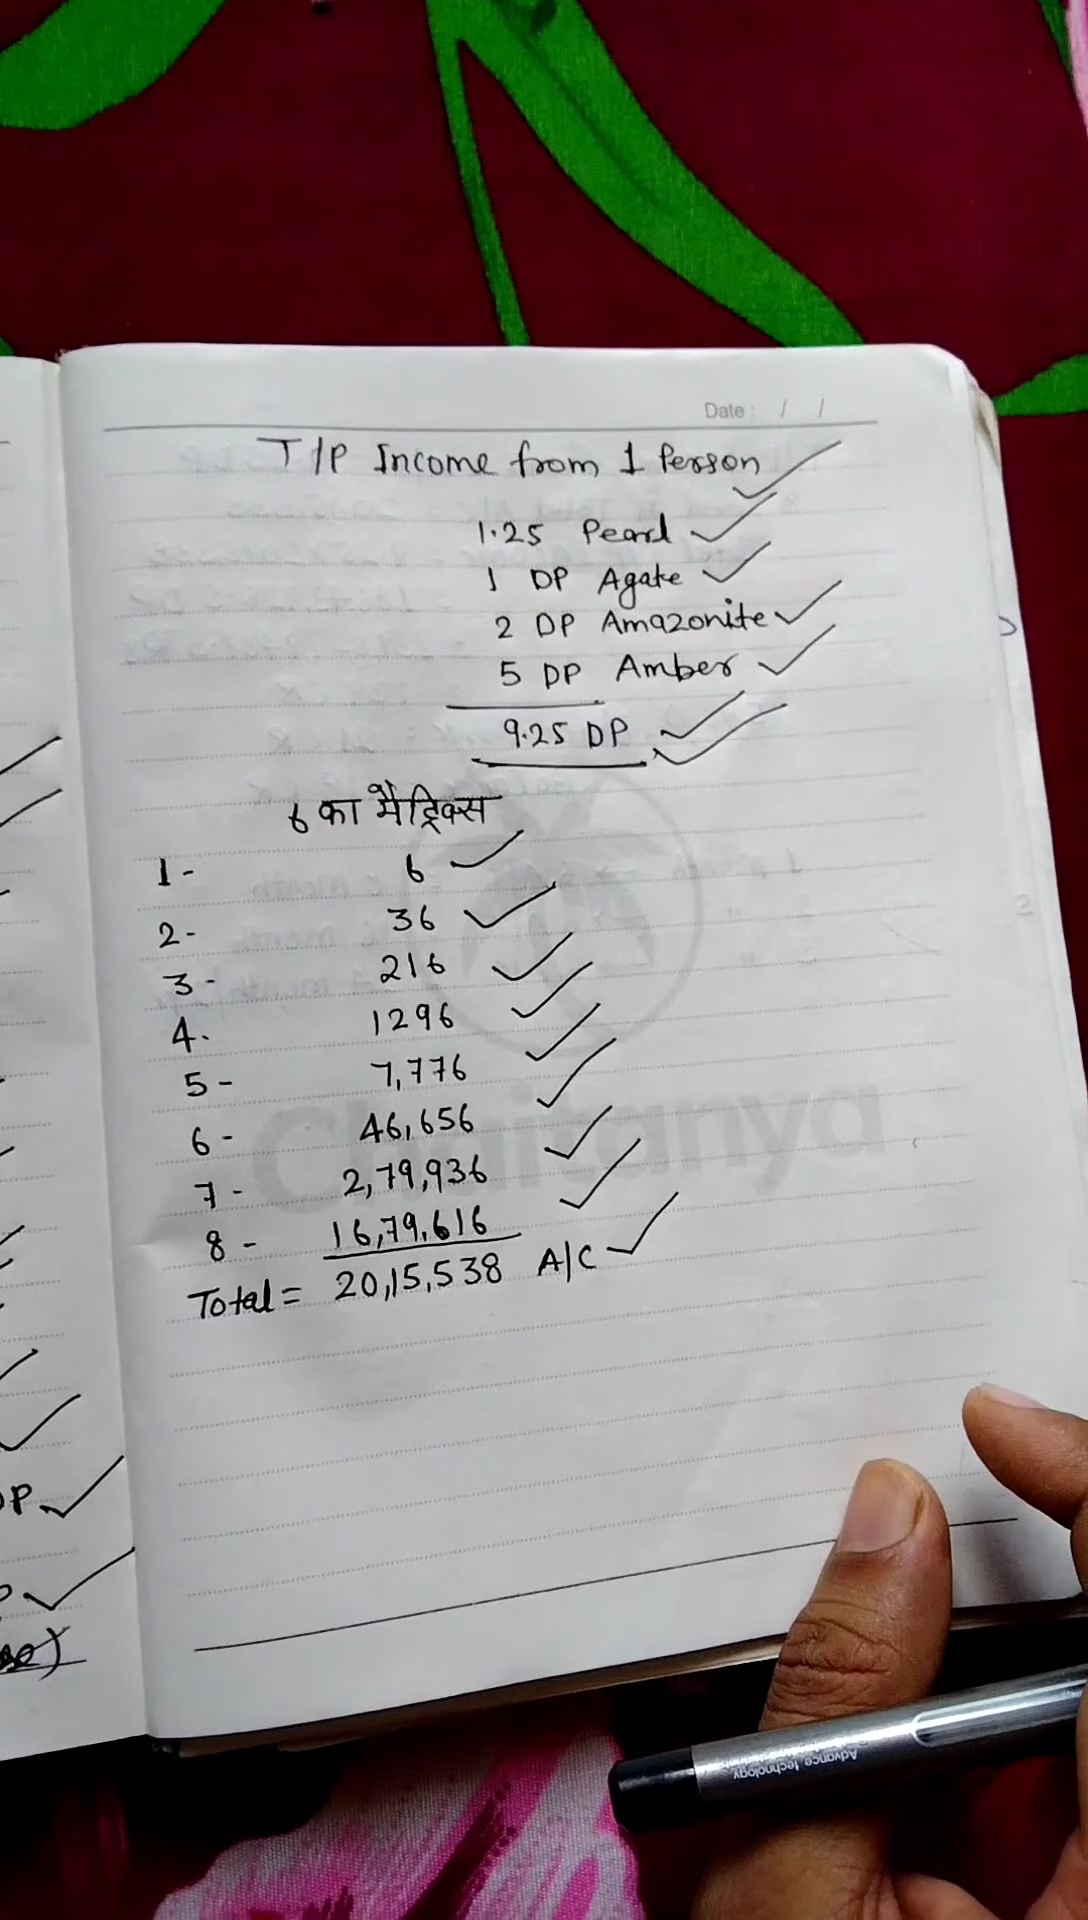 Date: / /
T/P Income from 1 Person
1.25 Pearl
1 DP Agate
2 DP Amazonite
5 DP Amber
9.25 DP
6 का मैट्रिक्स
1- 6
2- 36
3- 216
4. 1296
5- 7,776
6- 46,656
7- 2,79,936
8- 16,79,616
Total = 20,15,538 A/C
Chaitanya
Advance Technology